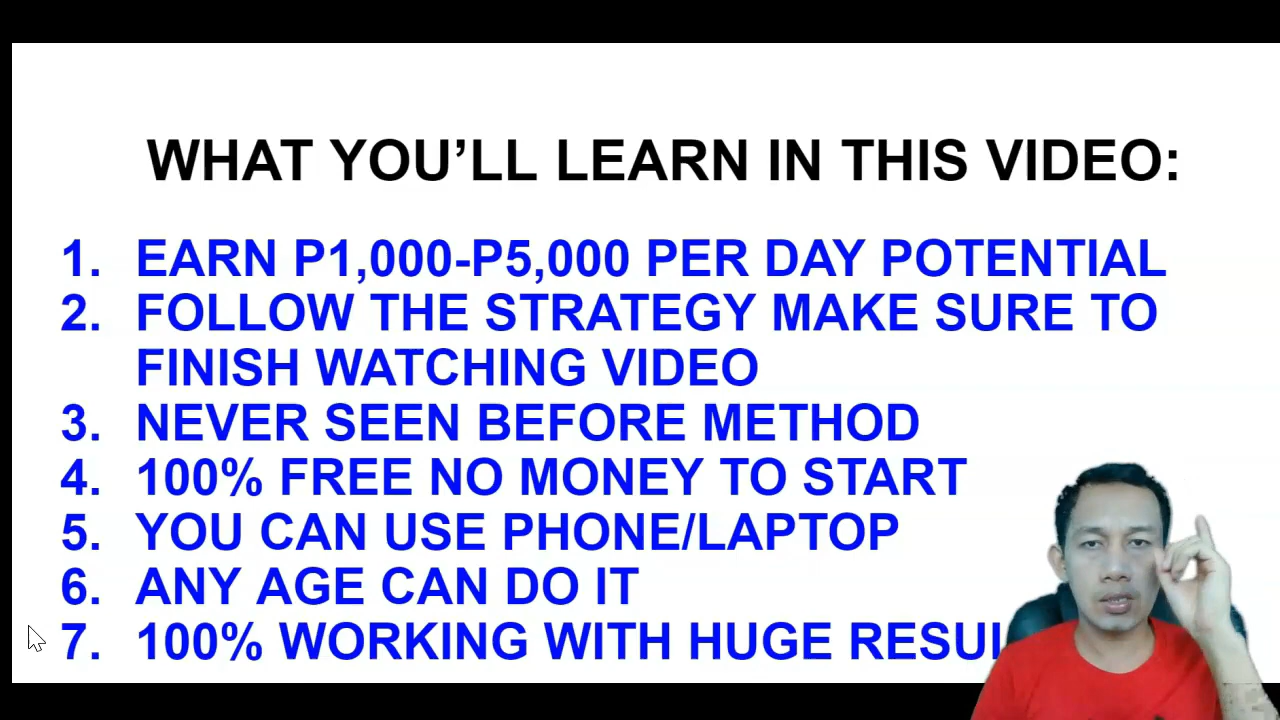 WHAT YOU’LL LEARN IN THIS VIDEO:
1. EARN P1,000-P5,000 PER DAY POTENTIAL
2. FOLLOW THE STRATEGY MAKE SURE TO
FINISH WATCHING VIDEO
3. NEVER SEEN BEFORE METHOD
4. 100% FREE NO MONEY TO START
5. YOU CAN USE PHONE/LAPTOP
6. ANY AGE CAN DO IT
7. 100% WORKING WITH HUGE